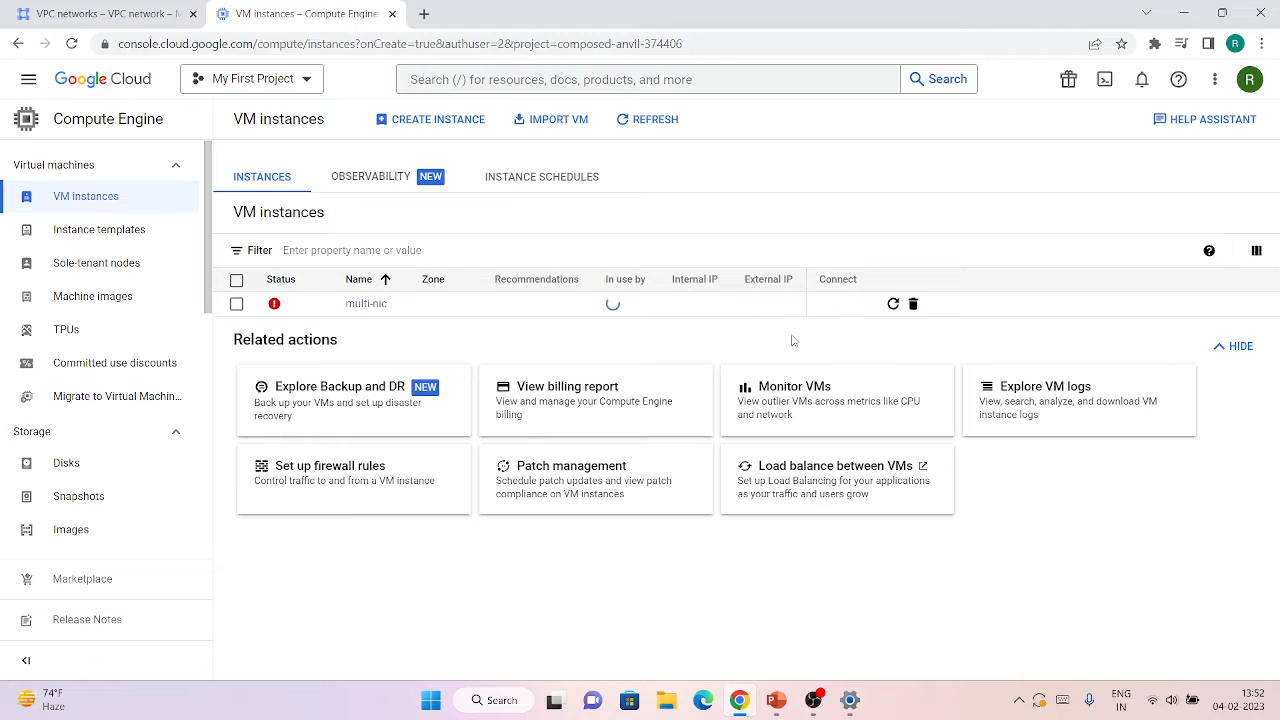 VPC networks – VPC network –
VM instances – Compute Engine
console.cloud.google.com/compute/instances?onCreate=true&authuser=2&project=composed-anvil-374406
R
Google Cloud
My First Project
Search (/) for resources, docs, products, and more
Search
R
Compute Engine
VM instances
CREATE INSTANCE
IMPORT VM
REFRESH
HELP ASSISTANT
Virtual machines
VM instances
Instance templates
Sole-tenant nodes
Machine images
TPUs
Committed use discounts
Migrate to Virtual Machin...
Storage
Disks
Snapshots
Images
Marketplace
Release Notes
INSTANCES
OBSERVABILITY NEW
INSTANCE SCHEDULES
VM instances
Filter Enter property name or value
Status Name Zone Recommendations In use by Internal IP External IP Connect
multi-nic
Related actions
HIDE
Explore Backup and DR NEW
Back up your VMs and set up disaster
recovery
View billing report
View and manage your Compute Engine
billing
Monitor VMs
View outlier VMs across metrics like CPU
and network
Explore VM logs
View, search, analyze, and download VM
instance logs
Set up firewall rules
Control traffic to and from a VM instance
Patch management
Schedule patch updates and view patch
compliance on VM instances
Load balance between VMs
Set up Load Balancing for your applications
as your traffic and users grow
74°F
Haze
Search
ENG
IN
13:52
04-02-2023